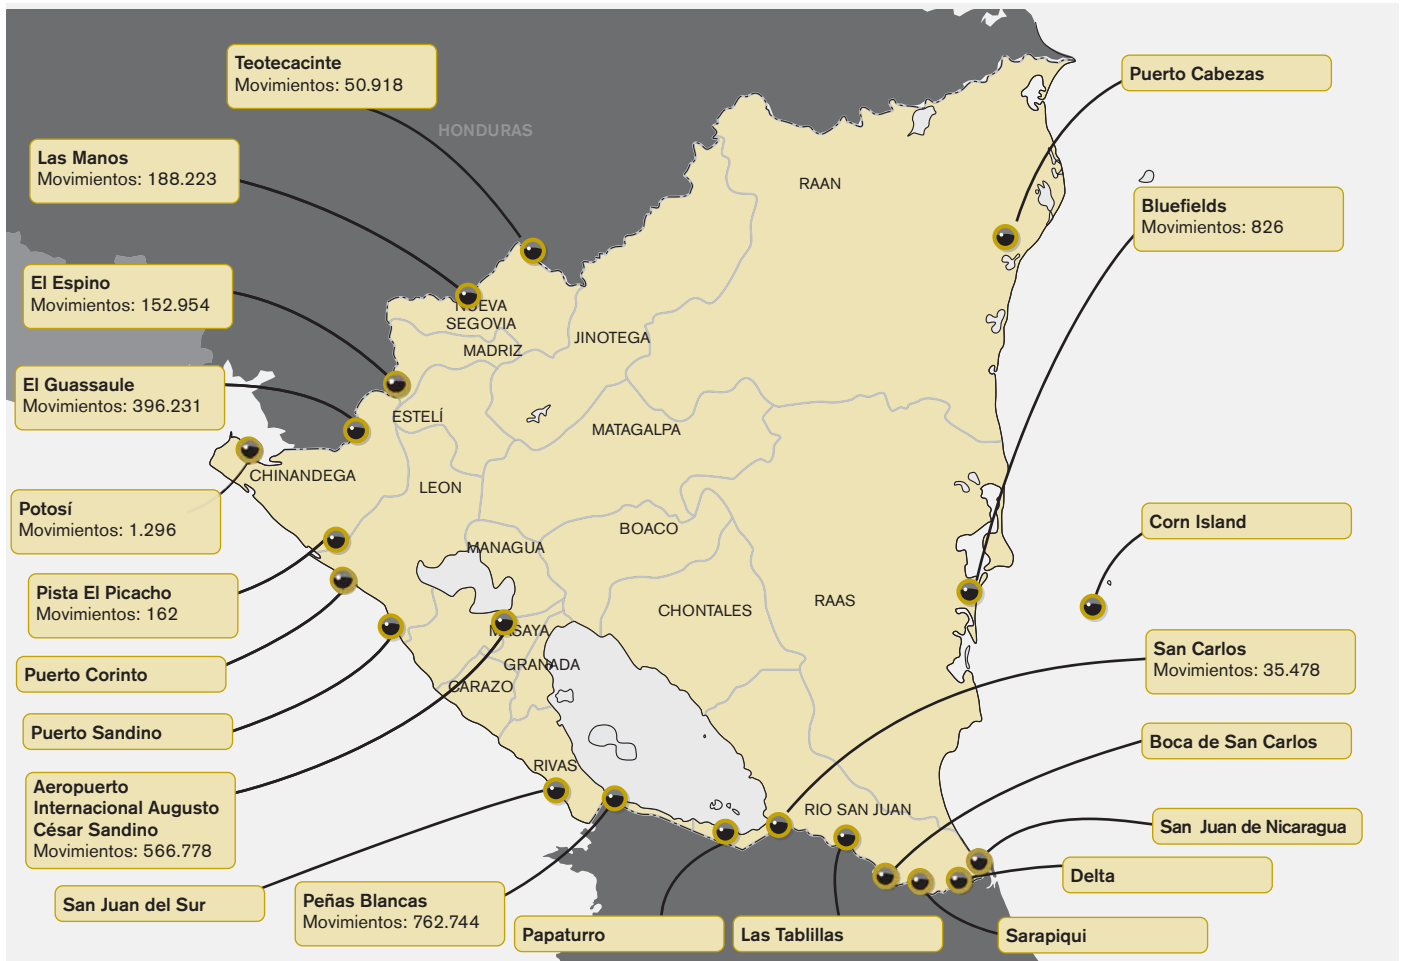 Teotecacinte
Movimientos: 50.918
HONDURAS
Las Manos
Movimientos: 188.223
El Espino
Movimientos: 152.954
El Guassaule
Movimientos: 396.231
Potosí
Movimientos: 1.296
Pista El Picacho
Movimientos: 162
Puerto Corinto
Puerto Sandino
Aeropuerto
Internacional Augusto
César Sandino
Movimientos: 566.778
San Juan del Sur
Peñas Blancas
Movimientos: 762.744
Papaturro
Las Tablillas
Sarapiqui
Delta
San Juan de Nicaragua
Boca de San Carlos
San Carlos
Movimientos: 35.478
Corn Island
Bluefields
Movimientos: 826
Puerto Cabezas
RAAN
NUEVA
SEGOVIA
MADRIZ
JINOTEGA
ESTELÍ
MATAGALPA
CHINANDEGA
LEON
BOACO
MANAGUA
CHONTALES
RAAS
MASAYA
GRANADA
CARAZO
RIVAS
RIO SAN JUAN